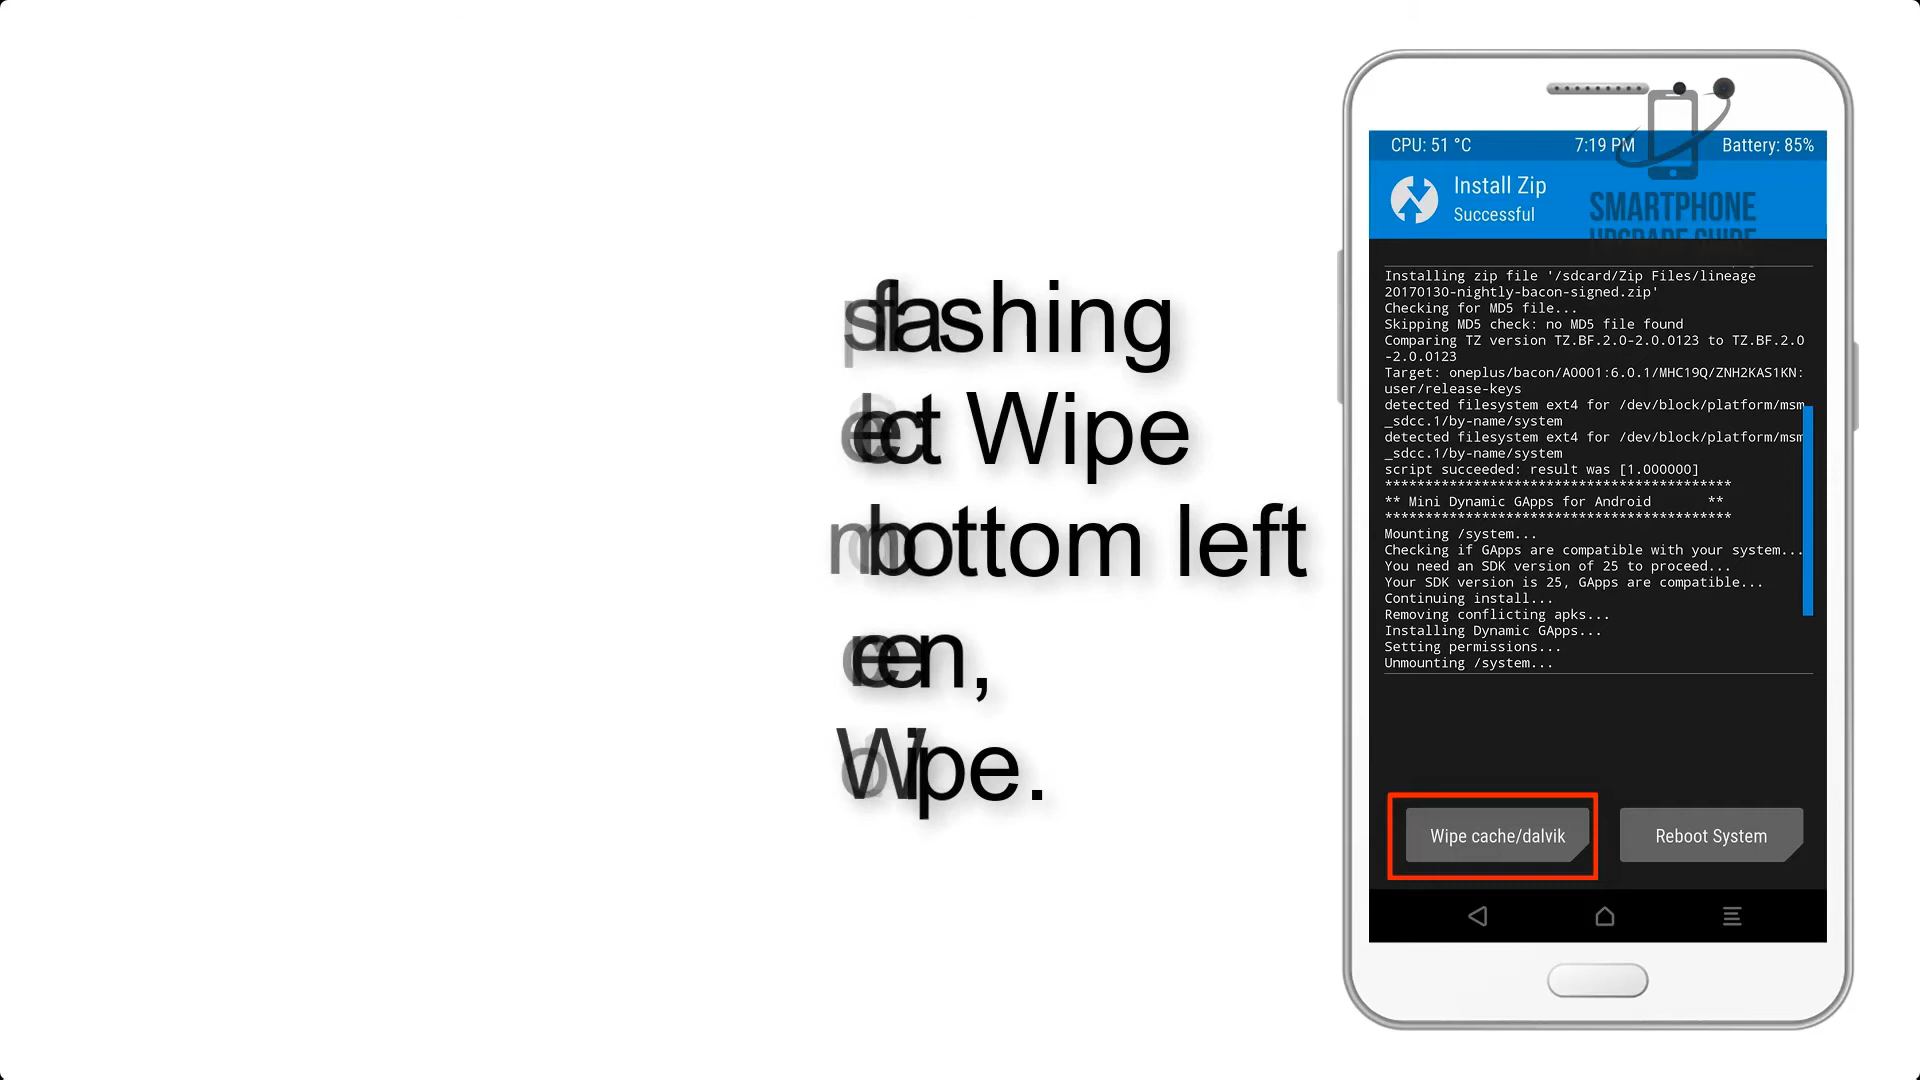 flashing
Wipe
bottom left
Wipe.
CPU: 51 °C 7:19 PM Battery: 85%
Install Zip
Successful
SMARTPHONE
UPGRADE GUIDE
Installing zip file '/sdcard/Zip Files/lineage
20170130-nightly-bacon-signed.zip'
Checking for MD5 file...
Skipping MD5 check: no MD5 file found
Comparing TZ version TZ.BF.2.0-2.0.0123 to TZ.BF.2.0
-2.0.0123
Target: oneplus/bacon/A0001:6.0.1/MHC19Q/ZNH2KAS1KN:
user/release-keys
detected filesystem ext4 for /dev/block/platform/msm
_sdcc.1/by-name/system
detected filesystem ext4 for /dev/block/platform/msm
_sdcc.1/by-name/system
script succeeded: result was [1.000000]
*******************************************
** Mini Dynamic GApps for Android **
*******************************************
Mounting /system...
Checking if GApps are compatible with your system...
You need an SDK version of 25 to proceed...
Your SDK version is 25, GApps are compatible...
Continuing install...
Removing conflicting apks...
Installing Dynamic GApps...
Setting permissions...
Unmounting /system...
Wipe cache/dalvik
Reboot System